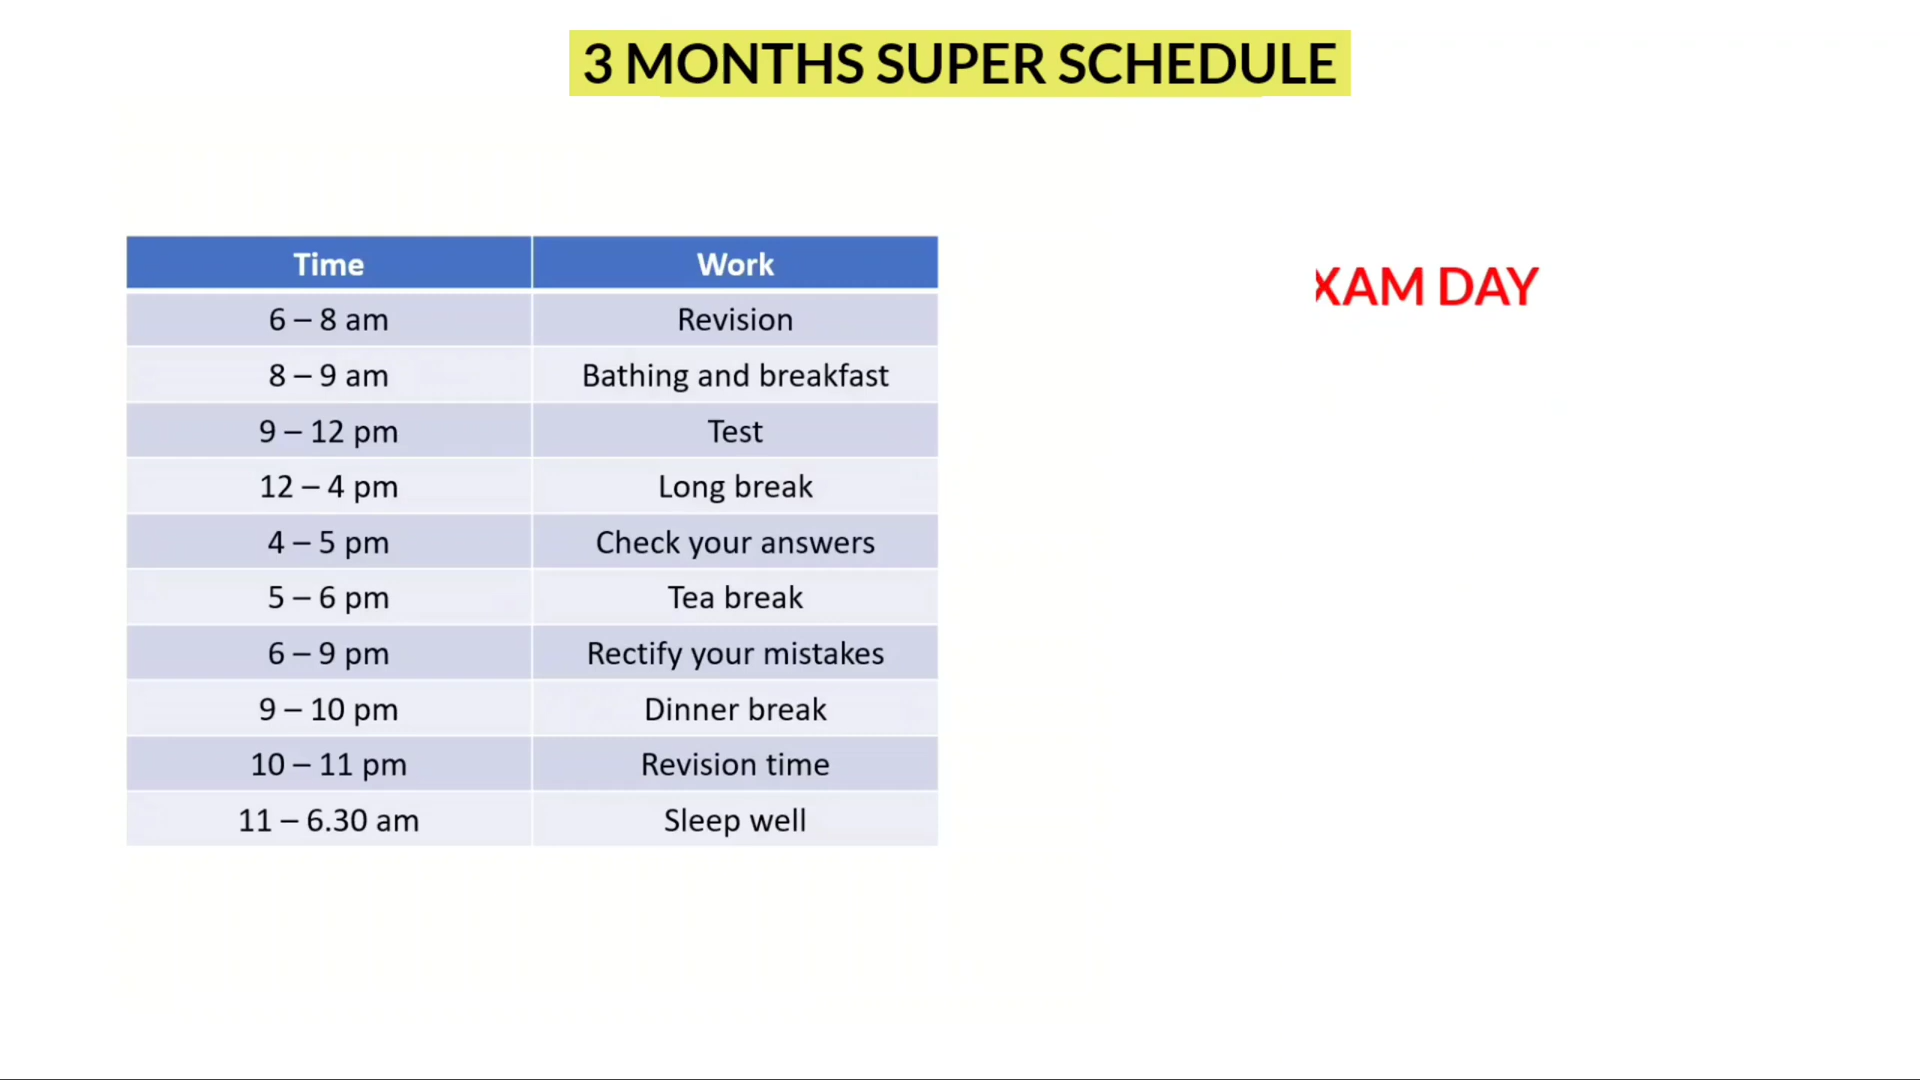 3 MONTHS SUPER SCHEDULE
Time Work
6 – 8 am Revision
8 – 9 am Bathing and breakfast
9 – 12 pm Test
12 – 4 pm Long break
4 – 5 pm Check your answers
5 – 6 pm Tea break
6 – 9 pm Rectify your mistakes
9 – 10 pm Dinner break
10 – 11 pm Revision time
11 – 6.30 am Sleep well
XAM DAY